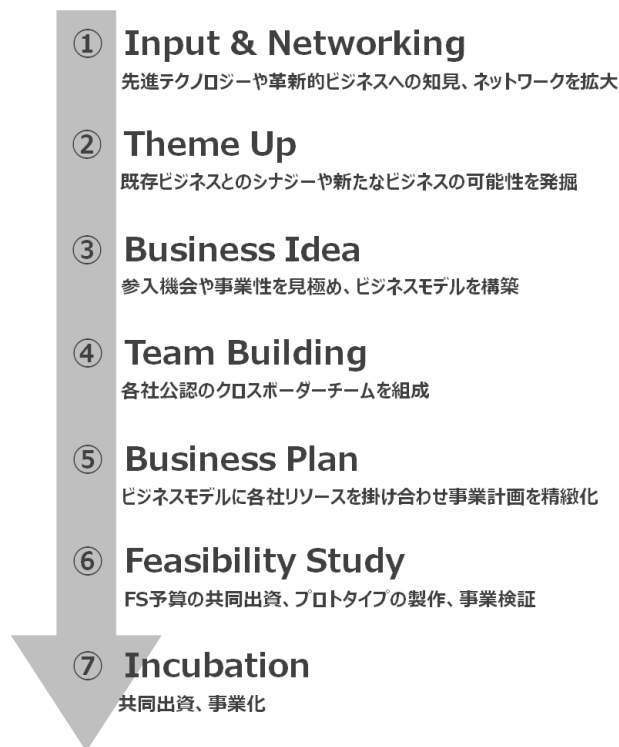 ① Input & Networking
先進テクノロジーや革新的ビジネスへの知見、ネットワークを拡大
② Theme Up
既存ビジネスとのシナジーや新たなビジネスの可能性を発掘
③ Business Idea
参入機会や事業性を見極め、ビジネスモデルを構築
④ Team Building
各社公認のクロスボーダーチームを組成
⑤ Business Plan
ビジネスモデルに各社リソースを掛け合わせ事業計画を精緻化
⑥ Feasibility Study
FS予算の共同出資、プロトタイプの製作、事業検証
⑦ Incubation
共同出資、事業化